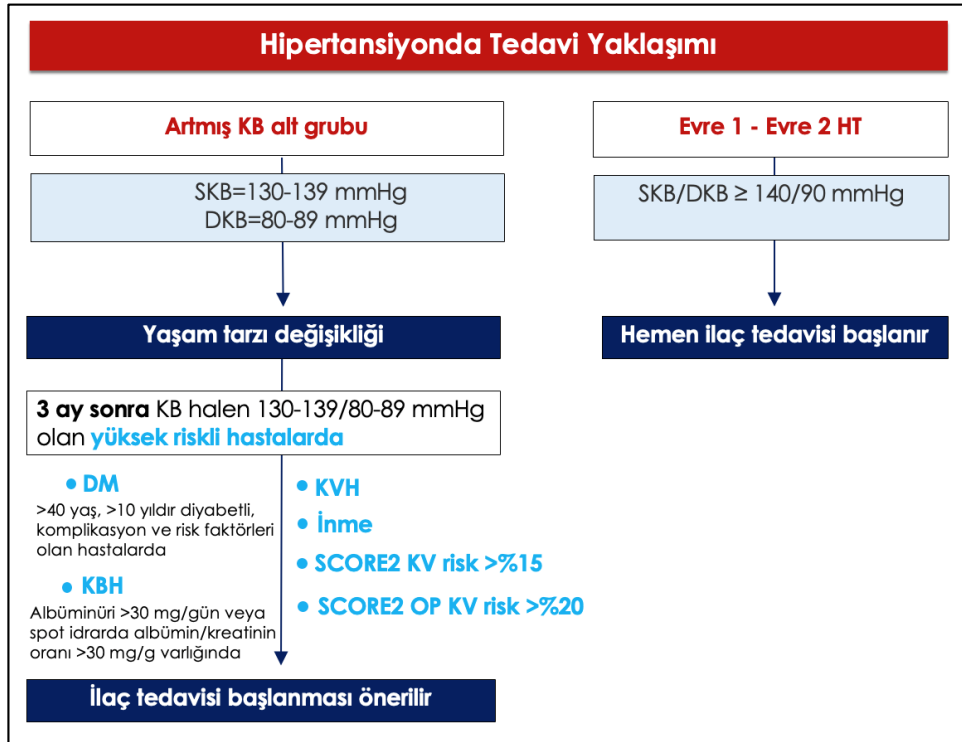 Hipertansiyonda Tedavi Yaklaşımı
Artmış KB alt grubu
SKB=130-139 mmHg
DKB=80-89 mmHg
Yaşam tarzı değişikliği
3 ay sonra KB halen 130-139/80-89 mmHg
olan yüksek riskli hastalarda
• DM
>40 yaş, >10 yıldır diyabetli,
komplikasyon ve risk faktörleri
olan hastalarda
• KBH
Albüminüri >30 mg/gün veya
spot idrarda albümin/kreatinin
oranı >30 mg/g varlığında
• KVH
• İnme
• SCORE2 KV risk >%15
• SCORE2 OP KV risk >%20
İlaç tedavisi başlanması önerilir
Evre 1 - Evre 2 HT
SKB/DKB ≥ 140/90 mmHg
Hemen ilaç tedavisi başlanır